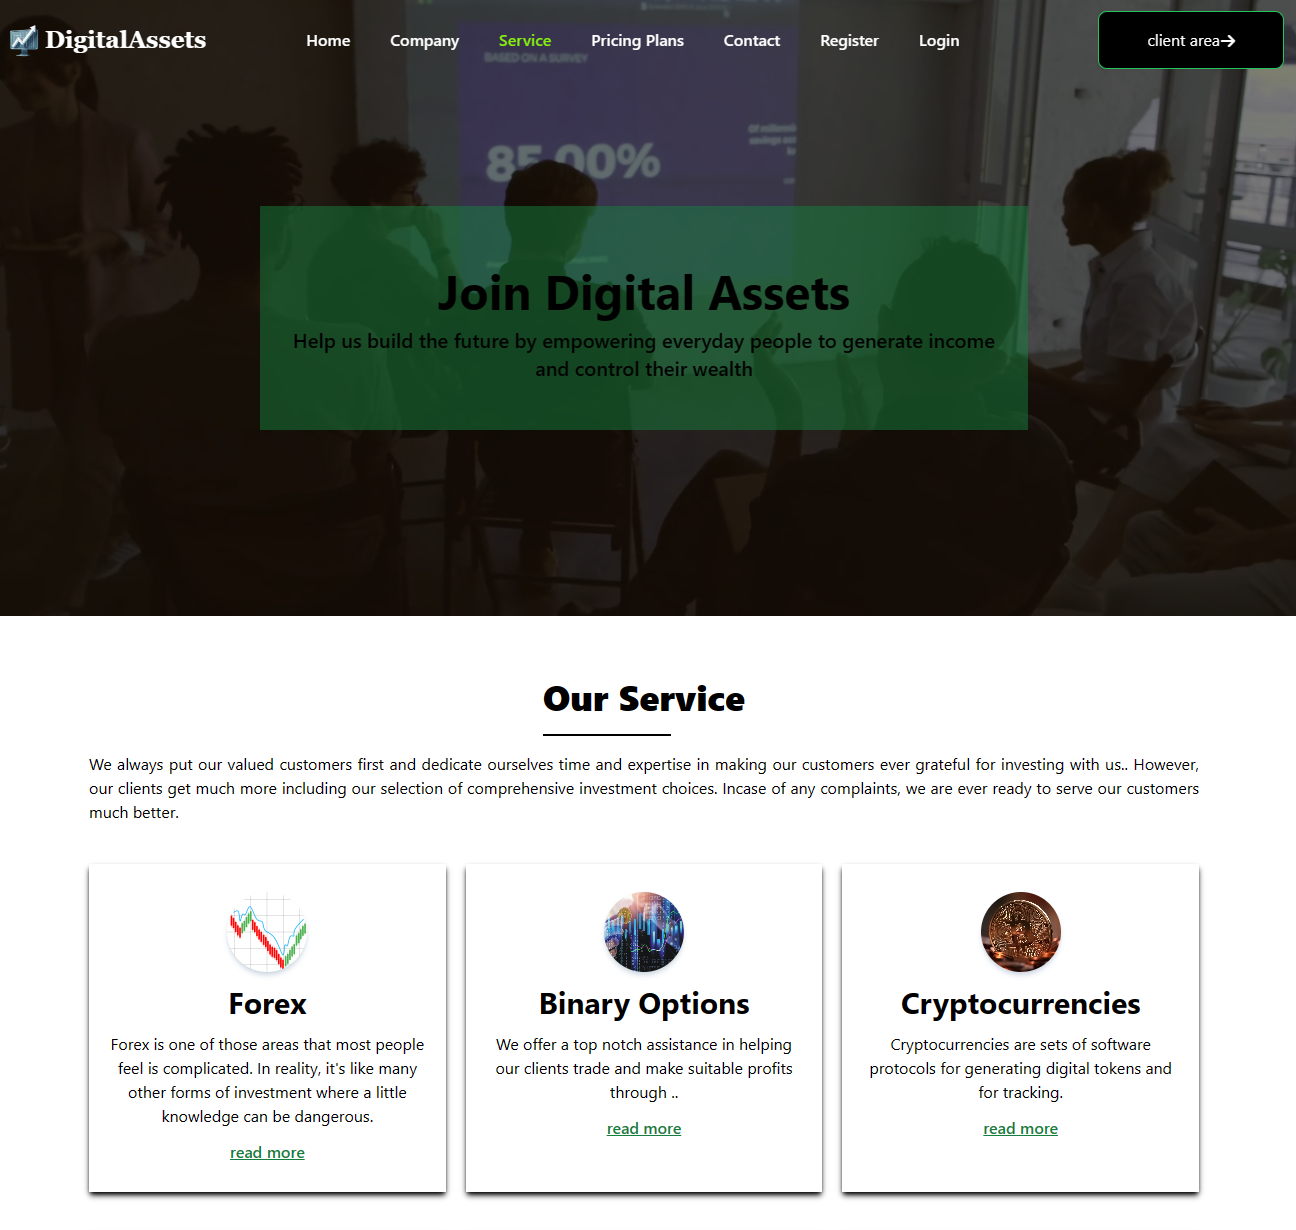 DigitalAssets
Home Company Service Pricing Plans Contact Register Login
client area
BASED ON A SURVEY
85.00%
Join Digital Assets
Help us build the future by empowering everyday people to generate income
and control their wealth
Our Service
We always put our valued customers first and dedicate ourselves time and expertise in making our customers ever grateful for investing with us.. However,
our clients get much more including our selection of comprehensive investment choices. Incase of any complaints, we are ever ready to serve our customers
much better.
Forex
Forex is one of those areas that most people
feel is complicated. In reality, it's like many
other forms of investment where a little
knowledge can be dangerous.
read more
Binary Options
We offer a top notch assistance in helping
our clients trade and make suitable profits
through ..
read more
Cryptocurrencies
Cryptocurrencies are sets of software
protocols for generating digital tokens and
for tracking.
read more